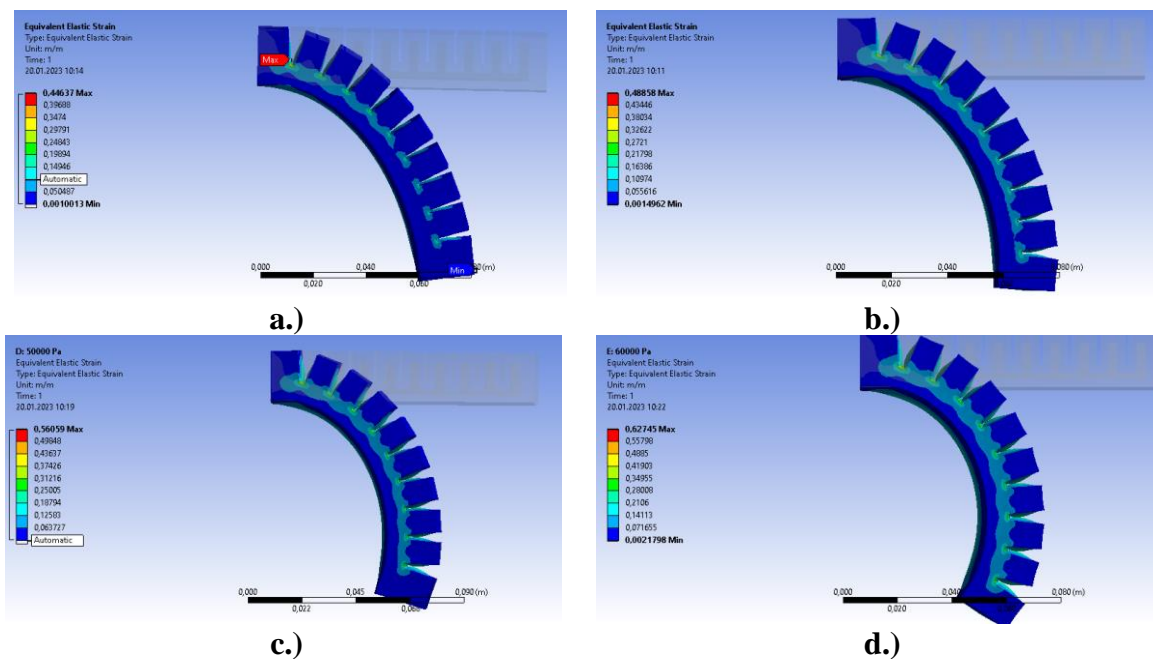 Equivalent Elastic Strain
Type: Equivalent Elastic Strain
Unit: m/m
Time: 1
20.01.2023 10:14
0,44637 Max
0,39688
0,3474
0,29791
0,24843
0,19894
0,14946
Automatic
0,050487
0,0010013 Min
Max
Min
0,000
0,040
0,020
0,060
a.)
Equivalent Elastic Strain
Type: Equivalent Elastic Strain
Unit: m/m
Time: 1
20.01.2023 10:11
0,48858 Max
0,43446
0,38034
0,32622
0,2721
0,21798
0,16386
0,10974
0,055616
0,0014962 Min
0,000
0,040
0,080 (m)
0,020
b.)
D: 50000 Pa
Equivalent Elastic Strain
Type: Equivalent Elastic Strain
Unit: m/m
Time: 1
20.01.2023 10:19
0,56059 Max
0,49848
0,43637
0,37426
0,31216
0,25005
0,18794
0,12583
0,063727
Automatic
0,000
0,045
0,090 (m)
0,022
c.)
E: 60000 Pa
Equivalent Elastic Strain
Type: Equivalent Elastic Strain
Unit: m/m
Time: 1
20.01.2023 10:22
0,62745 Max
0,55798
0,4885
0,41903
0,34955
0,28008
0,2106
0,14113
0,071655
0,0021798 Min
0,000
0,040
0,080 (m)
0,020
d.)